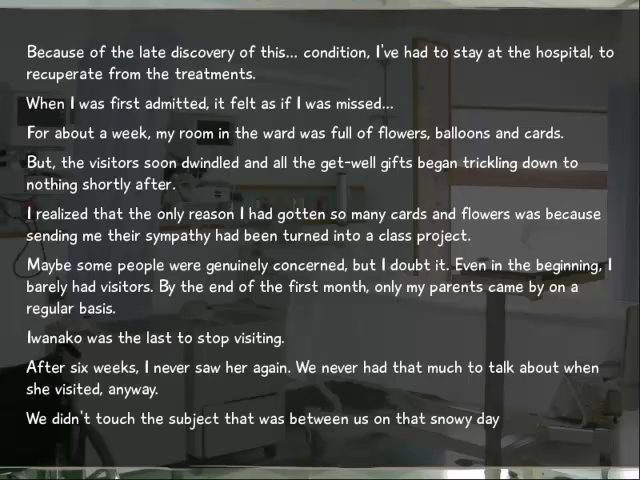 Because of the late discovery of this... condition, I've had to stay at the hospital, to
recuperate from the treatments.
When I was first admitted, it felt as if I was missed...
For about a week, my room in the ward was full of flowers, balloons and cards.
But, the visitors soon dwindled and all the get-well gifts began trickling down to
nothing shortly after.
I realized that the only reason I had gotten so many cards and flowers was because
sending me their sympathy had been turned into a class project.
Maybe some people were genuinely concerned, but I doubt it. Even in the beginning, I
barely had visitors. By the end of the first month, only my parents came by on a
regular basis.
Iwanako was the last to stop visiting.
After six weeks, I never saw her again. We never had that much to talk about when
she visited, anyway.
We didn't touch the subject that was between us on that snowy day